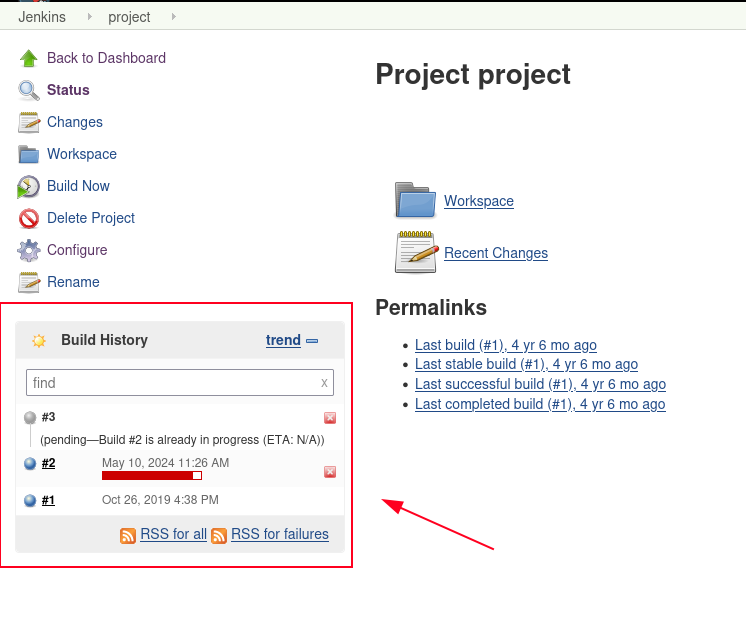 Jenkins project
Back to Dashboard
Status
Changes
Workspace
Build Now
Delete Project
Configure
Rename
Build History trend
find x
#3
(pending—Build #2 is already in progress (ETA: N/A))
#2 May 10, 2024 11:26 AM
#1 Oct 26, 2019 4:38 PM
RSS for all RSS for failures
Project project
Workspace
Recent Changes
Permalinks
Last build (#1), 4 yr 6 mo ago
Last stable build (#1), 4 yr 6 mo ago
Last successful build (#1), 4 yr 6 mo ago
Last completed build (#1), 4 yr 6 mo ago